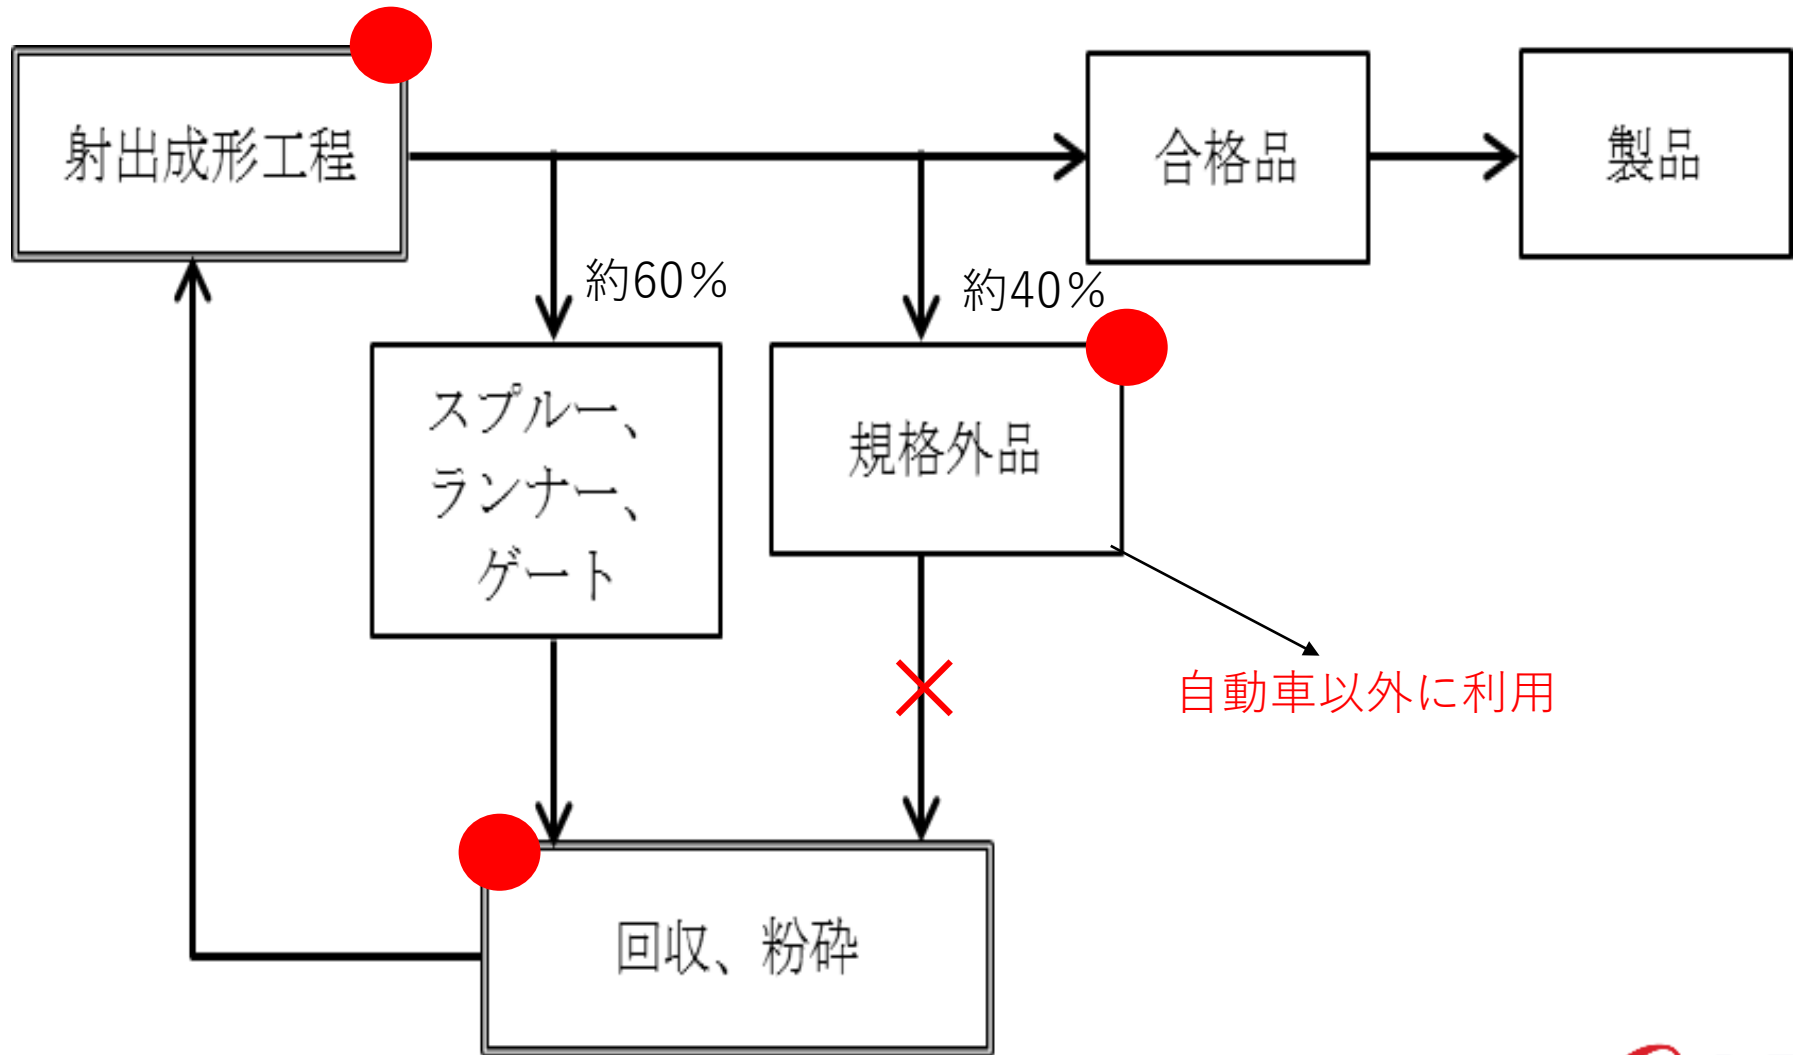 射出成形工程
合格品
製品
約60%
約40%
スプルー、
ランナー、
ゲート
規格外品
自動車以外に利用
回収、粉砕